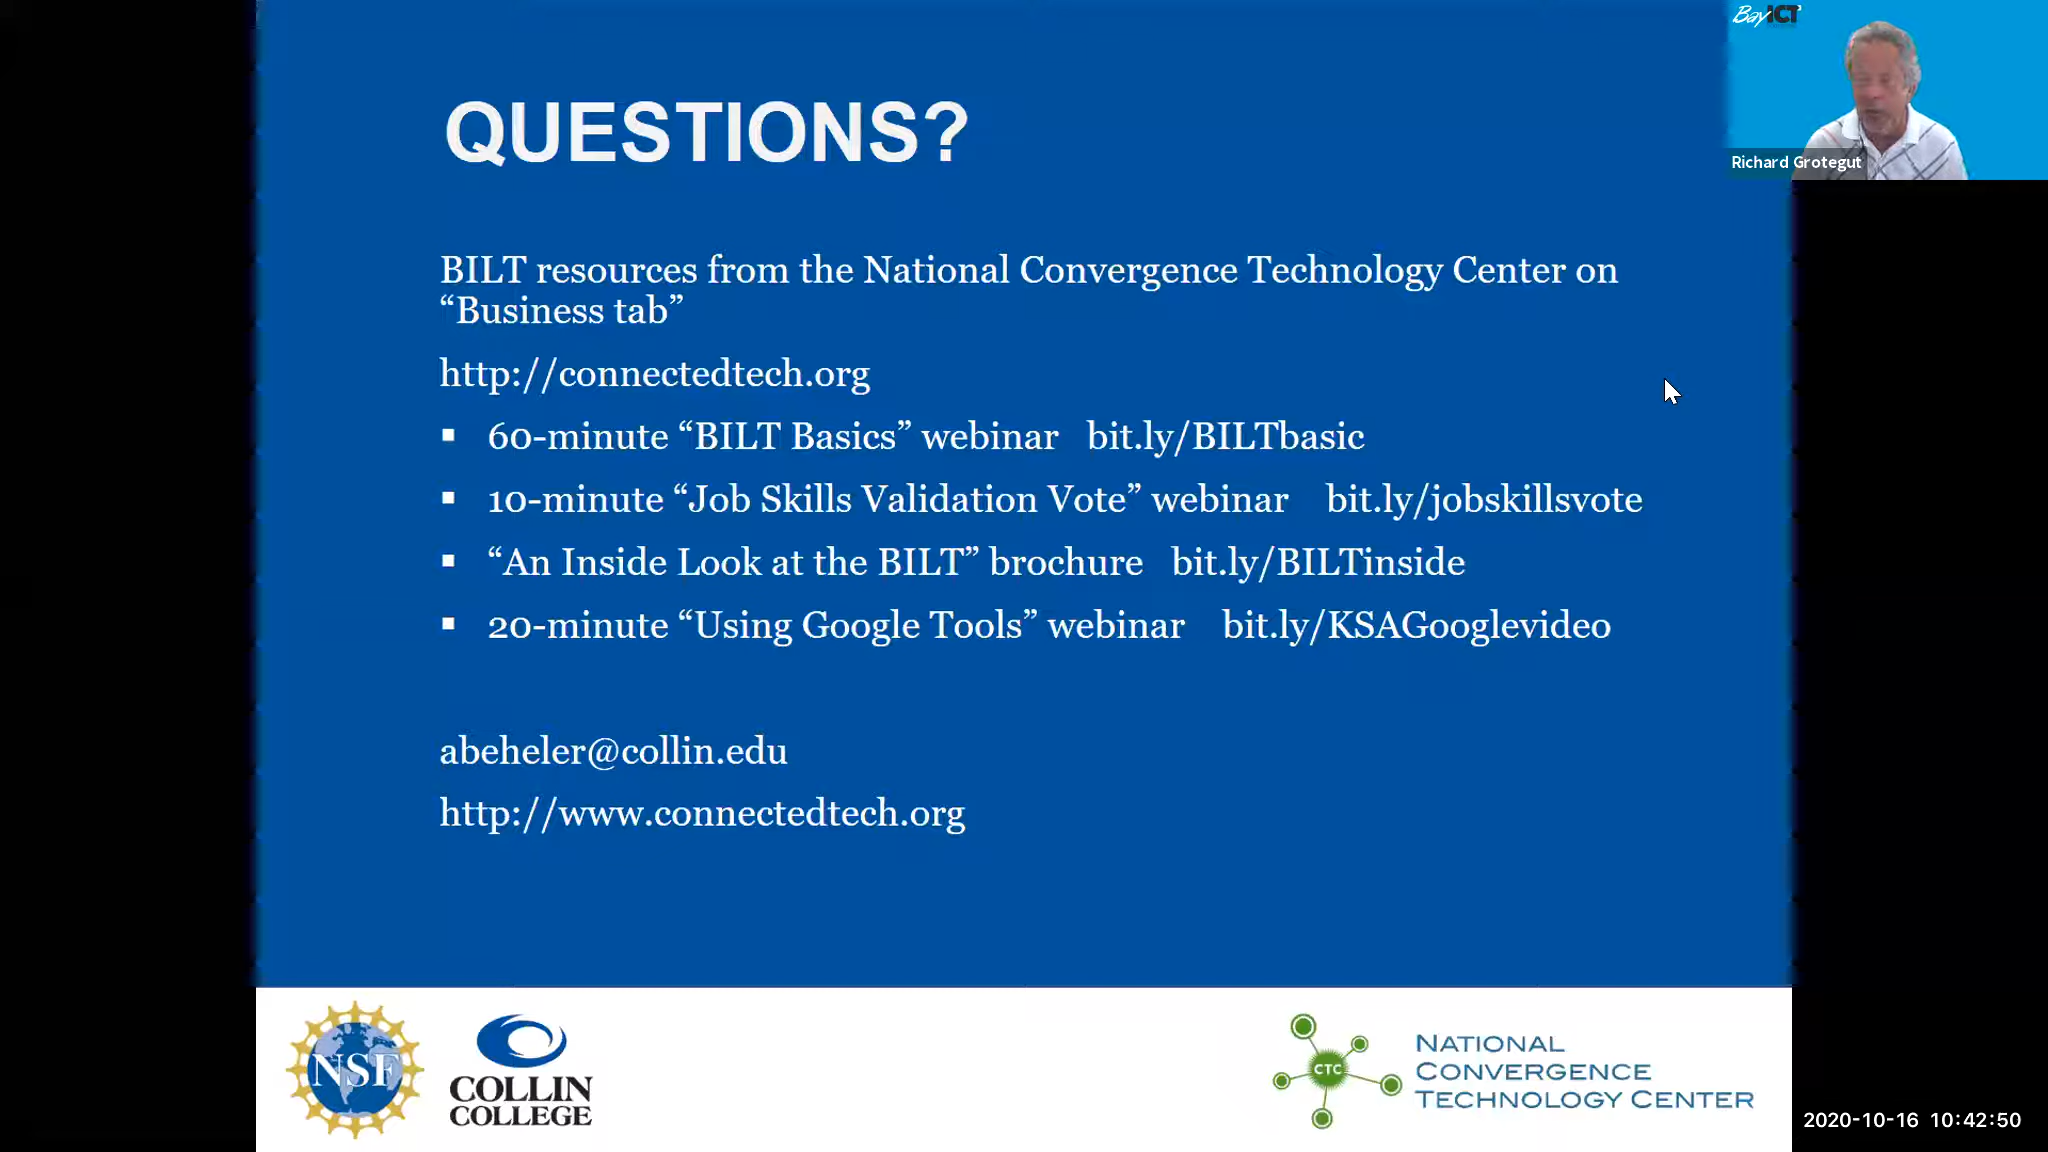 BayICT
Richard Grotegut
QUESTIONS?
BILT resources from the National Convergence Technology Center on
“Business tab”
http://connectedtech.org
▪ 60-minute “BILT Basics” webinar bit.ly/BILTbasic
▪ 10-minute “Job Skills Validation Vote” webinar bit.ly/jobskillsvote
▪ “An Inside Look at the BILT” brochure bit.ly/BILTinside
▪ 20-minute “Using Google Tools” webinar bit.ly/KSAGooglevideo
abeheler@collin.edu
http://www.connectedtech.org
NSF
COLLIN
COLLEGE
CTC
NATIONAL
CONVERGENCE
TECHNOLOGY CENTER
2020-10-16 10:42:50